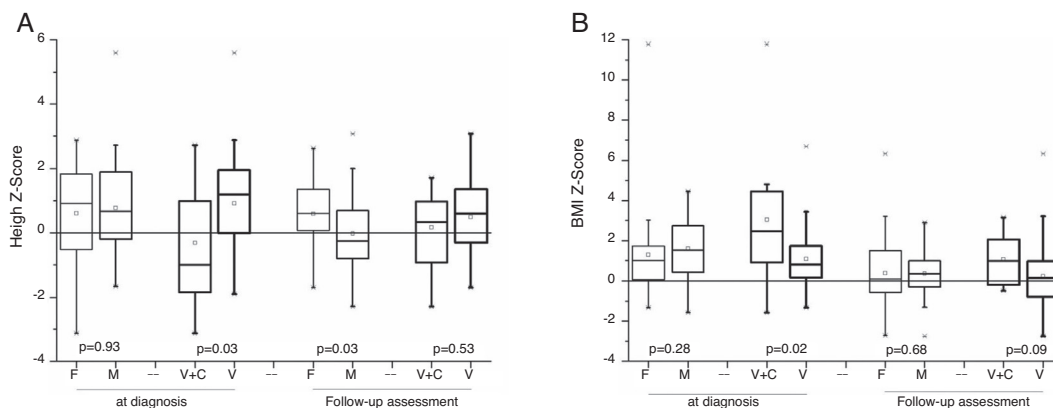 A
6
4
2
0
-2
-4
Heigh Z-Score
p=0.93 p=0.03 p=0.03 p=0.53
F M -- V+C V -- F M -- V+C V
at diagnosis Follow-up assessment
B
12
10
8
6
4
2
0
-2
-4
BMI Z-Score
p=0.28 p=0.02 p=0.68 p=0.09
F M -- V+C V -- F M -- V+C V
at diagnosis Follow-up assessment